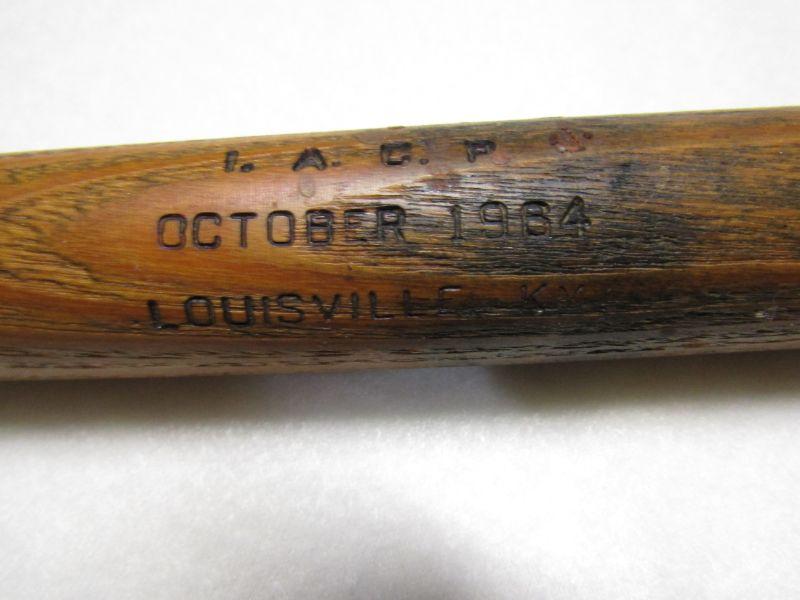 I. A. C. P.
OCTOBER 1964
LOUISVILLE, KY.